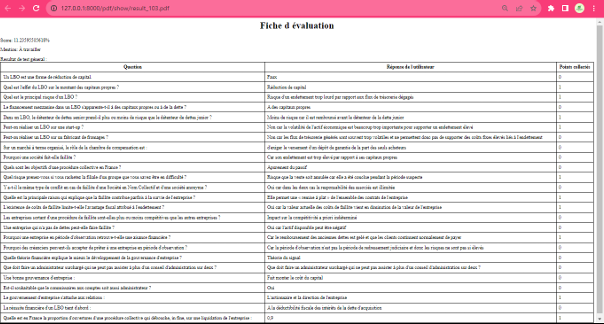 127.0.0.1:8000/pdf/show/result_103.pdf
Fiche d évaluation
Mention: A travailler
Resultat de test général :
Question Réponse de l'utilisateur Points collectés
Un LBO est une forme de réduction de capital Faux 0
Quel est l'effet du LBO sur le montant des capitaux propres ? Réduction de capital 1
Quel est le principal risque d'un LBO ? Risque d'un endettement trop lourd par rapport aux flux de trésorerie dégagés 1
Le financement mezzanine dans un LBO s'apparente-t-il à des capitaux propres ou à de la dette ? A des capitaux propres 0
Dans un LBO, le détenteur de dettes senior prend-il plus ou moins de risque que le détenteur de dettes junior ? Moins de risque car il est remboursé avant le détenteur de la dette junior 1
Peut-on réaliser un LBO sur une start-up ? Non car la volatilité de l'actif économique est beaucoup trop importante pour supporter un endettement élevé 1
Peut-on réaliser un LBO sur un fabricant de fromages ? Non car les flux de trésorerie générés sont souvent trop volatiles et ne permettent donc pas de supporter des coûts fixes élevés liés à l'endettement 0
Sur un marché à terme organisé, le rôle de la chambre de compensation est : d'exiger le versement d'un dépôt de garantie de la part des seuls acheteurs 0
Pourquoi une société fait-elle faillite ? Car son endettement est trop élevé par rapport à ses capitaux propres 0
Quels sont les objectifs d'une procédure collective en France ? Apurement du passif 0
Quel risque prenez-vous si vous rachetez la filiale d'un groupe que vous savez être en difficulté ? Risque que la vente soit annulée car elle a été conclue pendant la période suspecte 1
Y a-t-il le même type de conflit en cas de faillite d'une Société en Nom Collectif et d'une société anonyme ? Oui car dans les deux cas la responsabilité des associés est illimitée 0
Quelle est la principale raison qui explique que la faillite contribue parfois à la survie de l'entreprise ? Elle permet une « remise à plat » de l'ensemble des contrats de l'entreprise 1
L'existence de coûts de faillite limite-t-elle l'avantage fiscal attribué à l'endettement ? Oui car la valeur actuelle des coûts de faillite vient en diminution de la valeur de l'entreprise 1
Les entreprises sortant d'une procédure de faillite sont-elles plus ou moins compétitives que les autres entreprises ? Impact sur la compétitivité a priori indéterminé 0
Une entreprise qui n'a pas de dettes peut-elle faire faillite ? Oui car l'actif disponible peut être négatif 0
Pourquoi une entreprise en période d'observation retrouve-t-elle une aisance financière ? Car le remboursement des anciennes dettes est gelé et que les clients continuent normalement de payer 1
Pourquoi des créanciers peuvent-ils accepter de prêter à une entreprise en période d'observation ? Car la période d'observation n'est pas la période de redressement judiciaire et donc les risques ne sont pas si élevés 0
Quelle théorie financière explique le mieux le développement de la gouvernance d'entreprise ? Théorie du signal 0
Que doit faire un administrateur surchargé qui ne peut pas assister à plus d'un conseil d'administration sur deux ? Que doit faire un administrateur surchargé qui ne peut pas assister à plus d'un conseil d'administration sur deux ? 0
Une bonne gouvernance d'entreprise : Fait monter le coût du capital 0
Est-il souhaitable que le commissaires aux comptes soit aussi administrateur ? Oui 0
Le gouvernement d'entreprise s'attache aux relations : L'actionnaire et la direction de l'entreprise 1
La réussite financière d'un LBO tient d'abord : A la déductibilité fiscale des intérêts de la dette d'acquisition 0
Quelle est en France la proportion d'ouvertures d'une procédure collective qui débouche, in fine, sur une liquidation de l'entreprise : 0,9 1